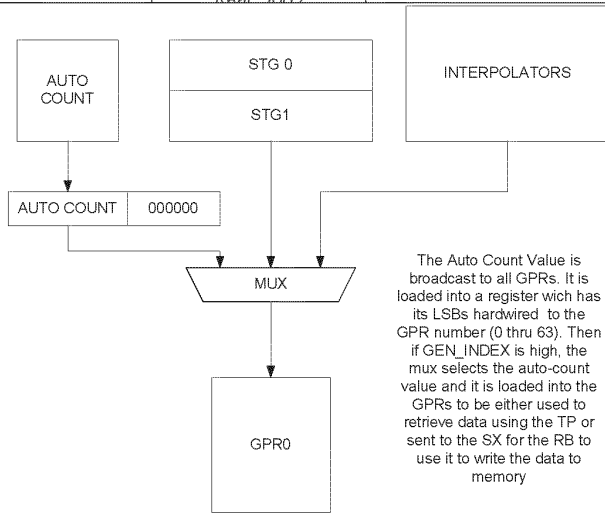 AUTO
COUNT
STG 0
STG1
INTERPOLATORS
AUTO COUNT 000000
MUX
GPR0
The Auto Count Value is
broadcast to all GPRs. It is
loaded into a register wich has
its LSBs hardwired to the
GPR number (0 thru 63). Then
if GEN_INDEX is high, the
mux selects the auto-count
value and it is loaded into the
GPRs to be either used to
retrieve data using the TP or
sent to the SX for the RB to
use it to write the data to
memory